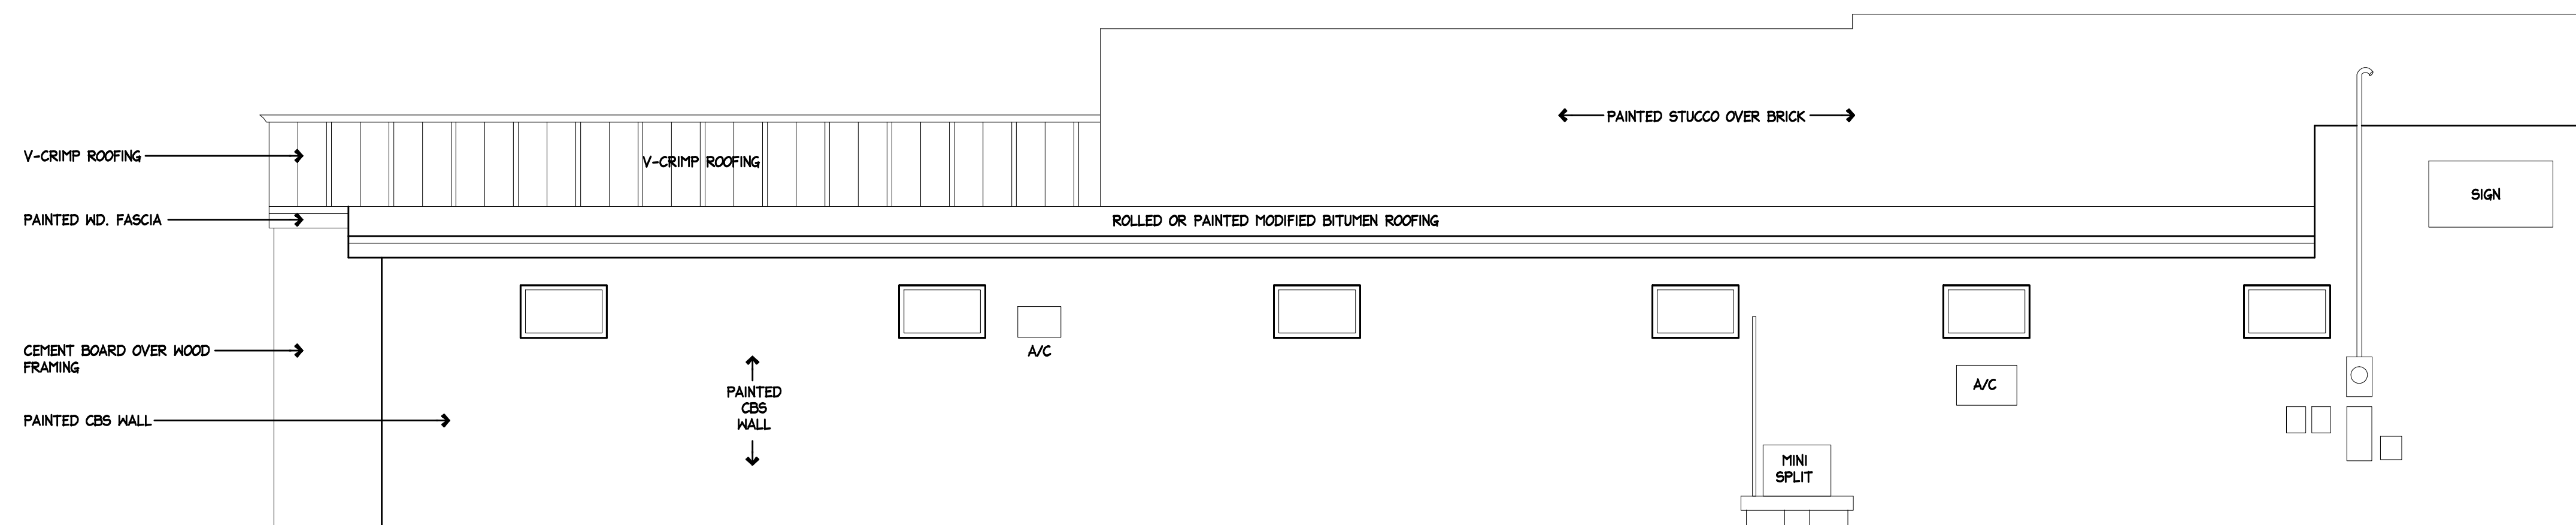 PAINTED STUCCO OVER BRICK
V-CRIMP ROOFING
V-CRIMP ROOFING
SIGN
PAINTED WD. FASCIA
ROLLED OR PAINTED MODIFIED BITUMEN ROOFING
CEMENT BOARD OVER WOOD
FRAMING
A/C
PAINTED
CBS
WALL
A/C
PAINTED CBS WALL
MINI
SPLIT